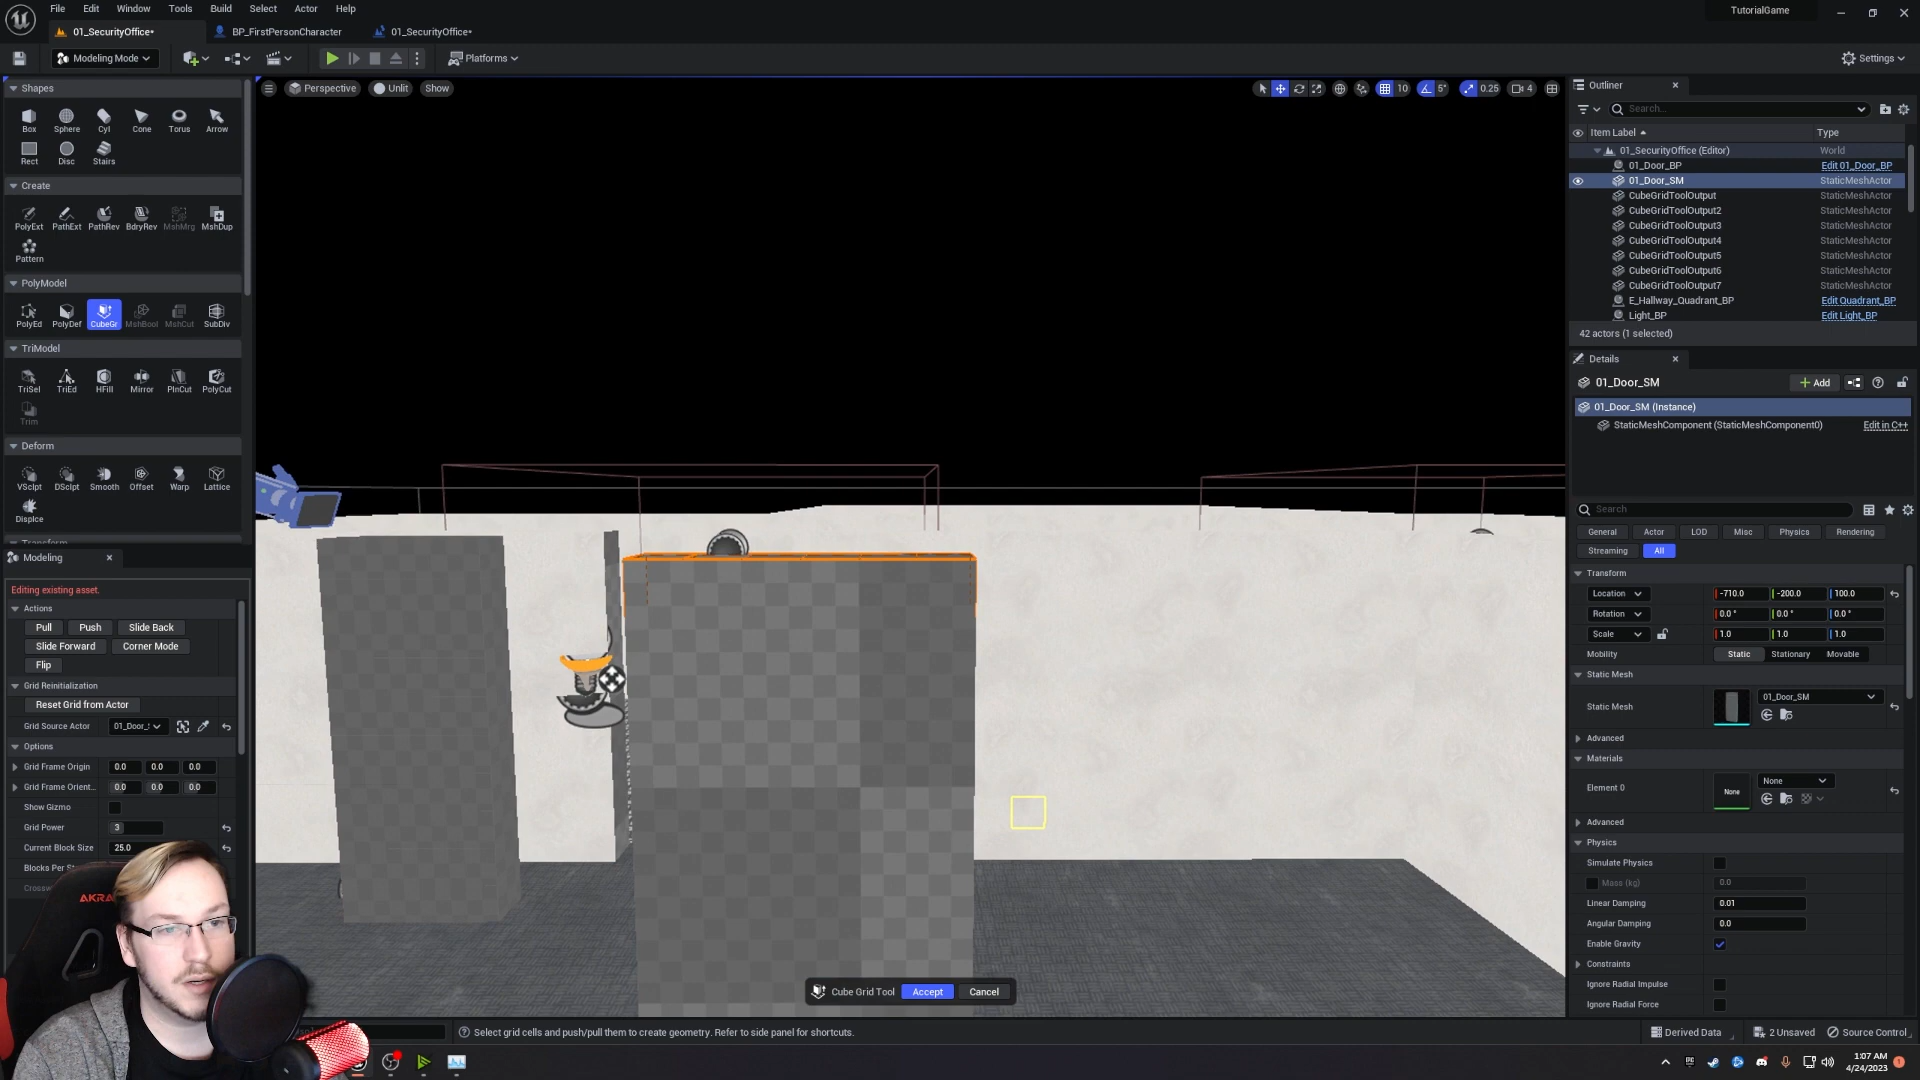 File Edit Window Tools Build Select Actor Help
TutorialGame
01_SecurityOffice* BP_FirstPersonCharacter 01_SecurityOffice*
Modeling Mode Platforms Settings
Shapes
Box Sphere Cyl Cone Torus Arrow
Rect Disc Stairs
Create
PolyExt PathExt PathRev BdryRev MshMrg MshDup
Pattern
PolyModel
PolyEd PolyDef CubeGr MshBool MshCut SubDiv
TriModel
TriSel TriEd HFill Mirror PlnCut PolyCut
Trim
Deform
VSclpt DSclpt Smooth Offset Warp Lattice
Displce
Modeling
Editing existing asset.
Actions
Pull Push Slide Back
Slide Forward Corner Mode
Flip
Grid Reinitialization
Reset Grid from Actor
Grid Source Actor 01_Door_
Options
Grid Frame Origin 0.0 0.0 0.0
Grid Frame Orient... 0.0 0.0 0.0
Show Gizmo
Grid Power 3
Current Block Size 25.0
Blocks Per St
AKRA
Perspective Unlit Show
10 5° 0.25 4
Cube Grid Tool Accept Cancel
Select grid cells and push/pull them to create geometry. Refer to side panel for shortcuts.
Outliner
Search...
Item Label Type
01_SecurityOffice (Editor) World
01_Door_BP Edit 01_Door_BP
01_Door_SM StaticMeshActor
CubeGridToolOutput StaticMeshActor
CubeGridToolOutput2 StaticMeshActor
CubeGridToolOutput3 StaticMeshActor
CubeGridToolOutput4 StaticMeshActor
CubeGridToolOutput5 StaticMeshActor
CubeGridToolOutput6 StaticMeshActor
CubeGridToolOutput7 StaticMeshActor
E_Hallway_Quadrant_BP Edit Quadrant_BP
Light_BP Edit Light_BP
42 actors (1 selected)
Details
01_Door_SM Add
01_Door_SM (Instance)
StaticMeshComponent (StaticMeshComponent0) Edit in C++
Search
General Actor LOD Misc Physics Rendering
Streaming All
Transform
Location -710.0 -200.0 100.0
Rotation 0.0 ° 0.0 ° 0.0 °
Scale 1.0 1.0 1.0
Mobility Static Stationary Movable
Static Mesh
Static Mesh 01_Door_SM
Advanced
Materials
Element 0 None None
Advanced
Physics
Simulate Physics
Mass (kg) 0.0
Linear Damping 0.01
Angular Damping 0.0
Enable Gravity
Constraints
Ignore Radial Impulse
Ignore Radial Force
Derived Data 2 Unsaved Source Control
1:07 AM
4/24/2023